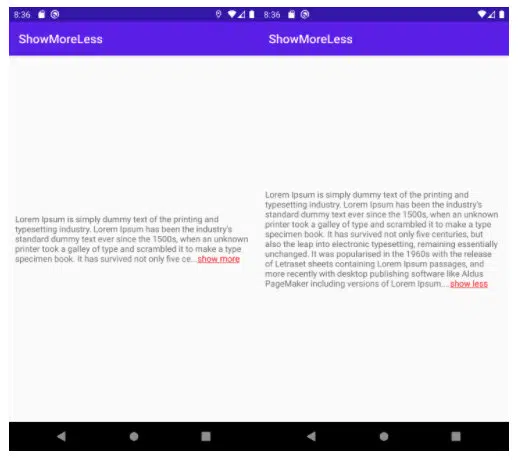 8:36
ShowMoreLess
Lorem Ipsum is simply dummy text of the printing and
typesetting industry. Lorem Ipsum has been the industry's
standard dummy text ever since the 1500s, when an unknown
printer took a galley of type and scrambled it to make a type
specimen book. It has survived not only five ce...show more
8:36
ShowMoreLess
Lorem Ipsum is simply dummy text of the printing and
typesetting industry. Lorem Ipsum has been the industry's
standard dummy text ever since the 1500s, when an unknown
printer took a galley of type and scrambled it to make a type
specimen book. It has survived not only five centuries, but
also the leap into electronic typesetting, remaining essentially
unchanged. It was popularised in the 1960s with the release
of Letraset sheets containing Lorem Ipsum passages, and
more recently with desktop publishing software like Aldus
PageMaker including versions of Lorem Ipsum....show less